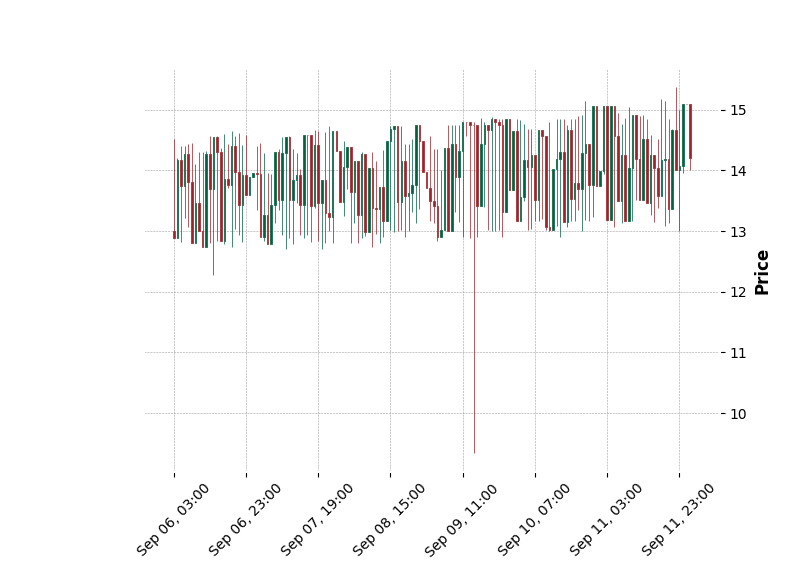 15
14
13
12
11
10
Price
Sep 06, 03:00
Sep 06, 23:00
Sep 07, 19:00
Sep 08, 15:00
Sep 09, 11:00
Sep 10, 07:00
Sep 11, 03:00
Sep 11, 23:00